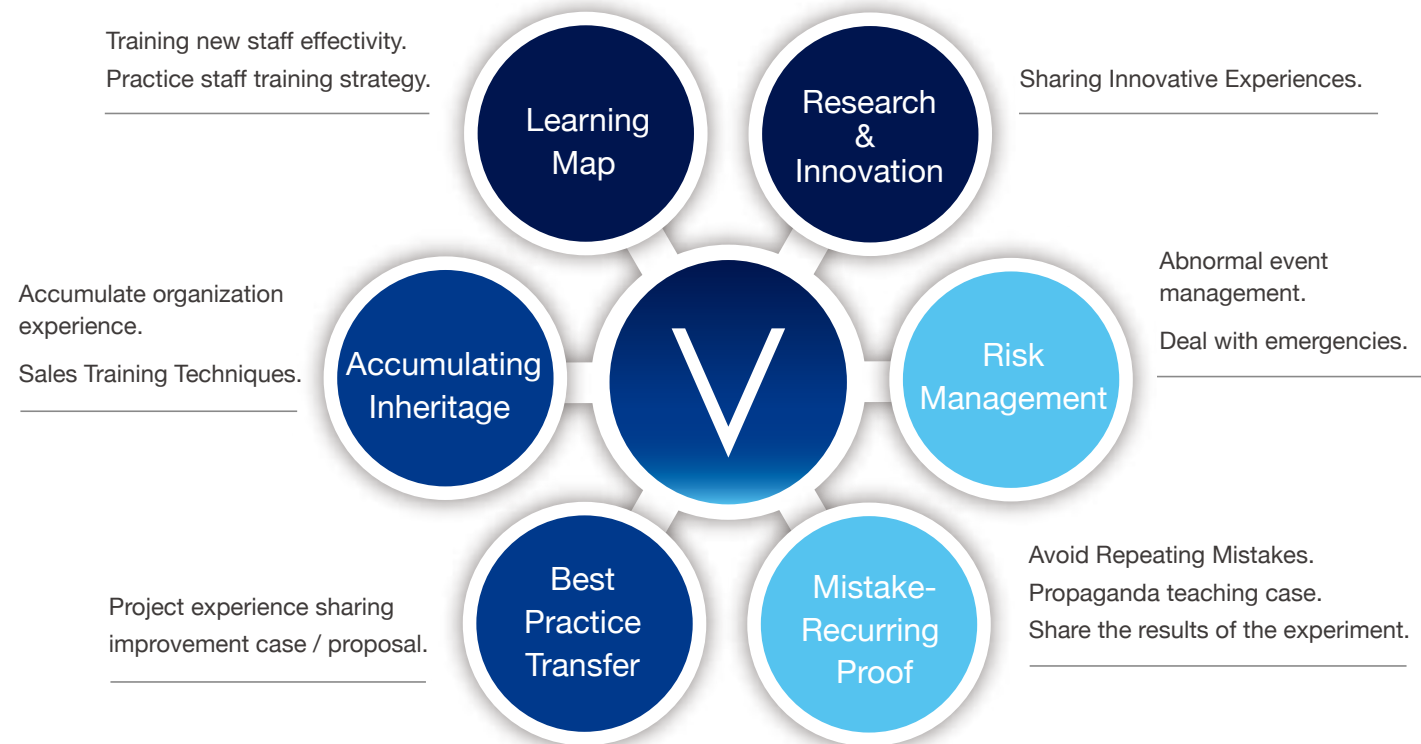 Training new staff effectivity.
Practice staff training strategy.
Learning
Map
Research
&
Innovation
Sharing Innovative Experiences.
Accumulate organization
experience.
Sales Training Techniques.
Accumulating
Inheritage
V
Risk
Management
Abnormal event
management.
Deal with emergencies.
Project experience sharing
improvement case / proposal.
Best
Practice
Transfer
Mistake-
Recurring
Proof
Avoid Repeating Mistakes.
Propaganda teaching case.
Share the results of the experiment.